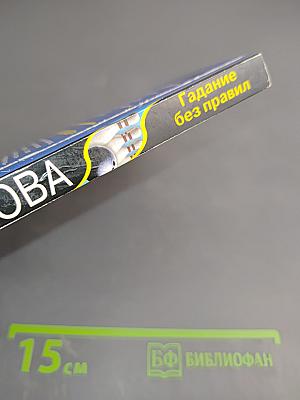 Гадание
без правил
ОВА
15 см
БФ БИБЛИОФАН